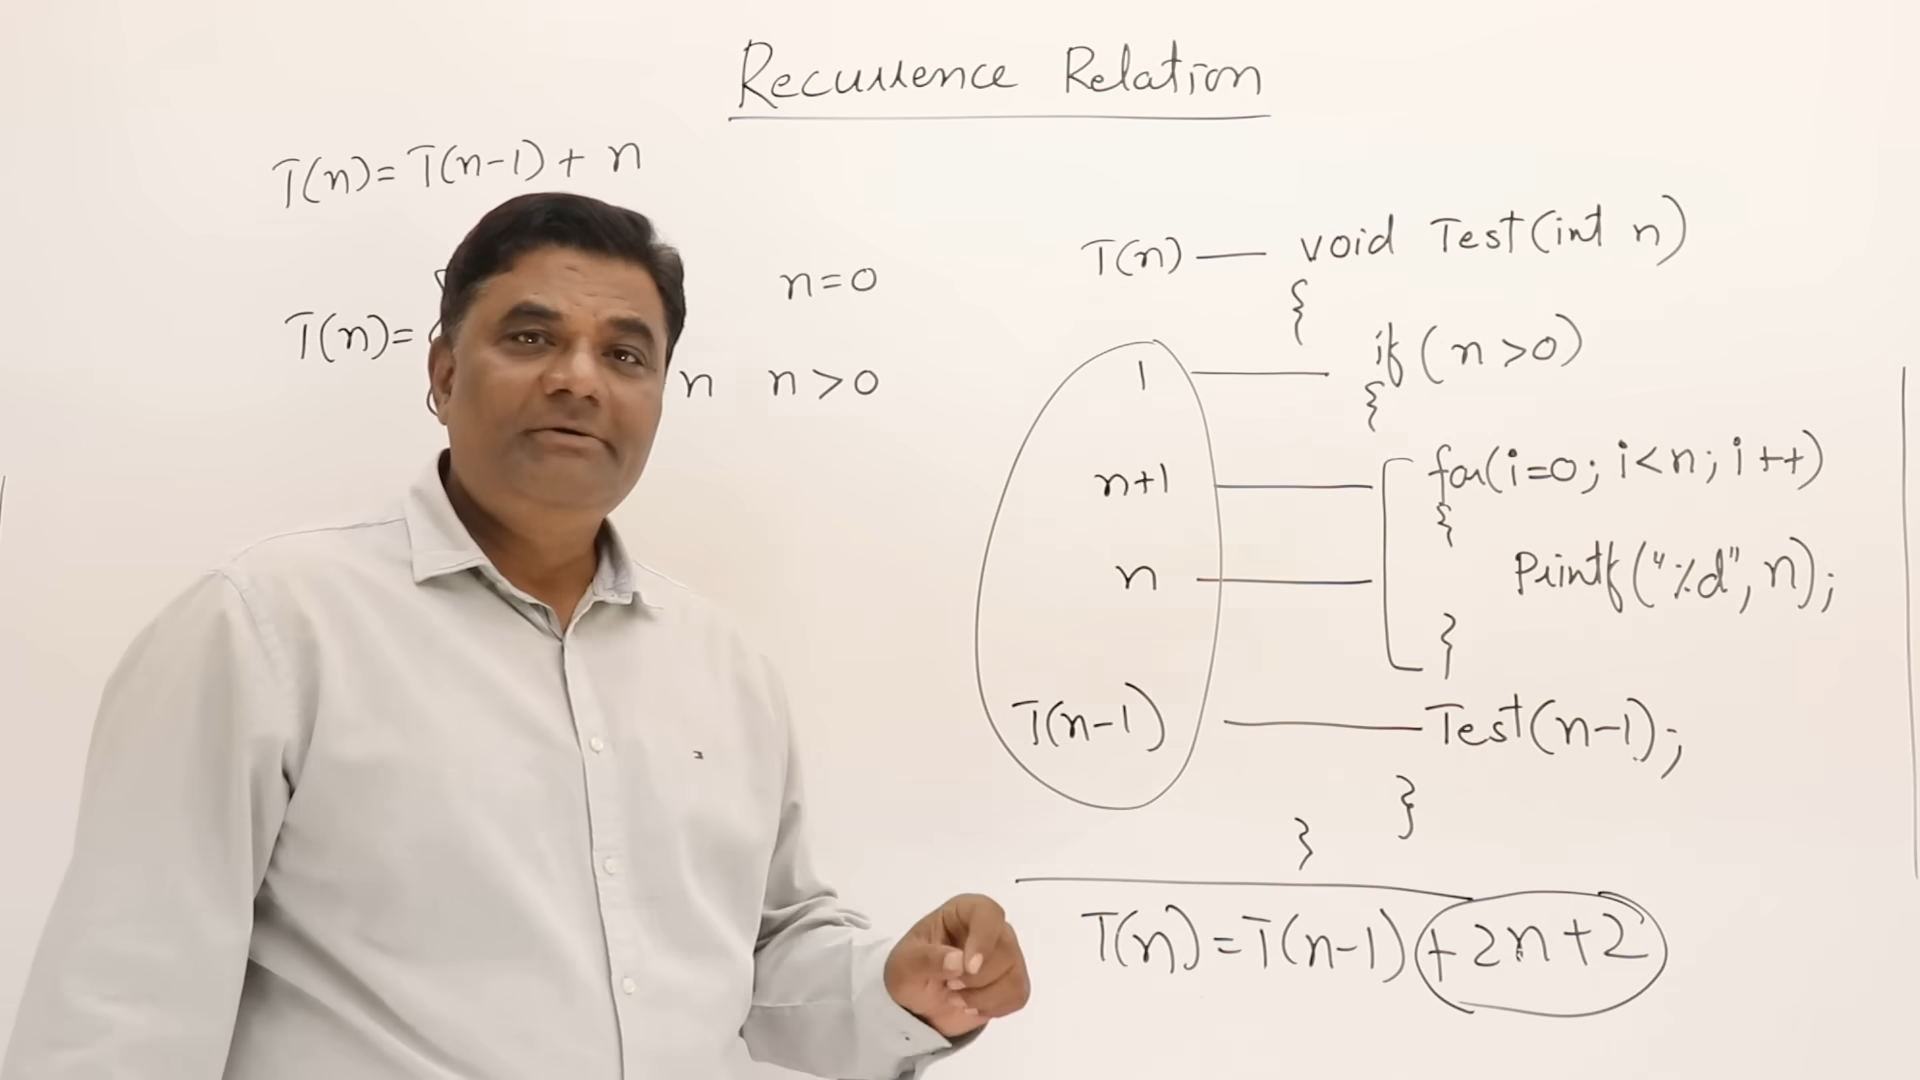 Recurrence Relation
T(n)= T(n-1) + n
n=0
T(n)=
n n>0
T(n) — void Test(int n)
{
1 — if (n>0)
{
n+1 — for(i=0; i<n; i++)
{
n — Printf("%d", n);
}
T(n-1) — Test(n-1);
}
}
T(n)=T(n-1)+2n+2